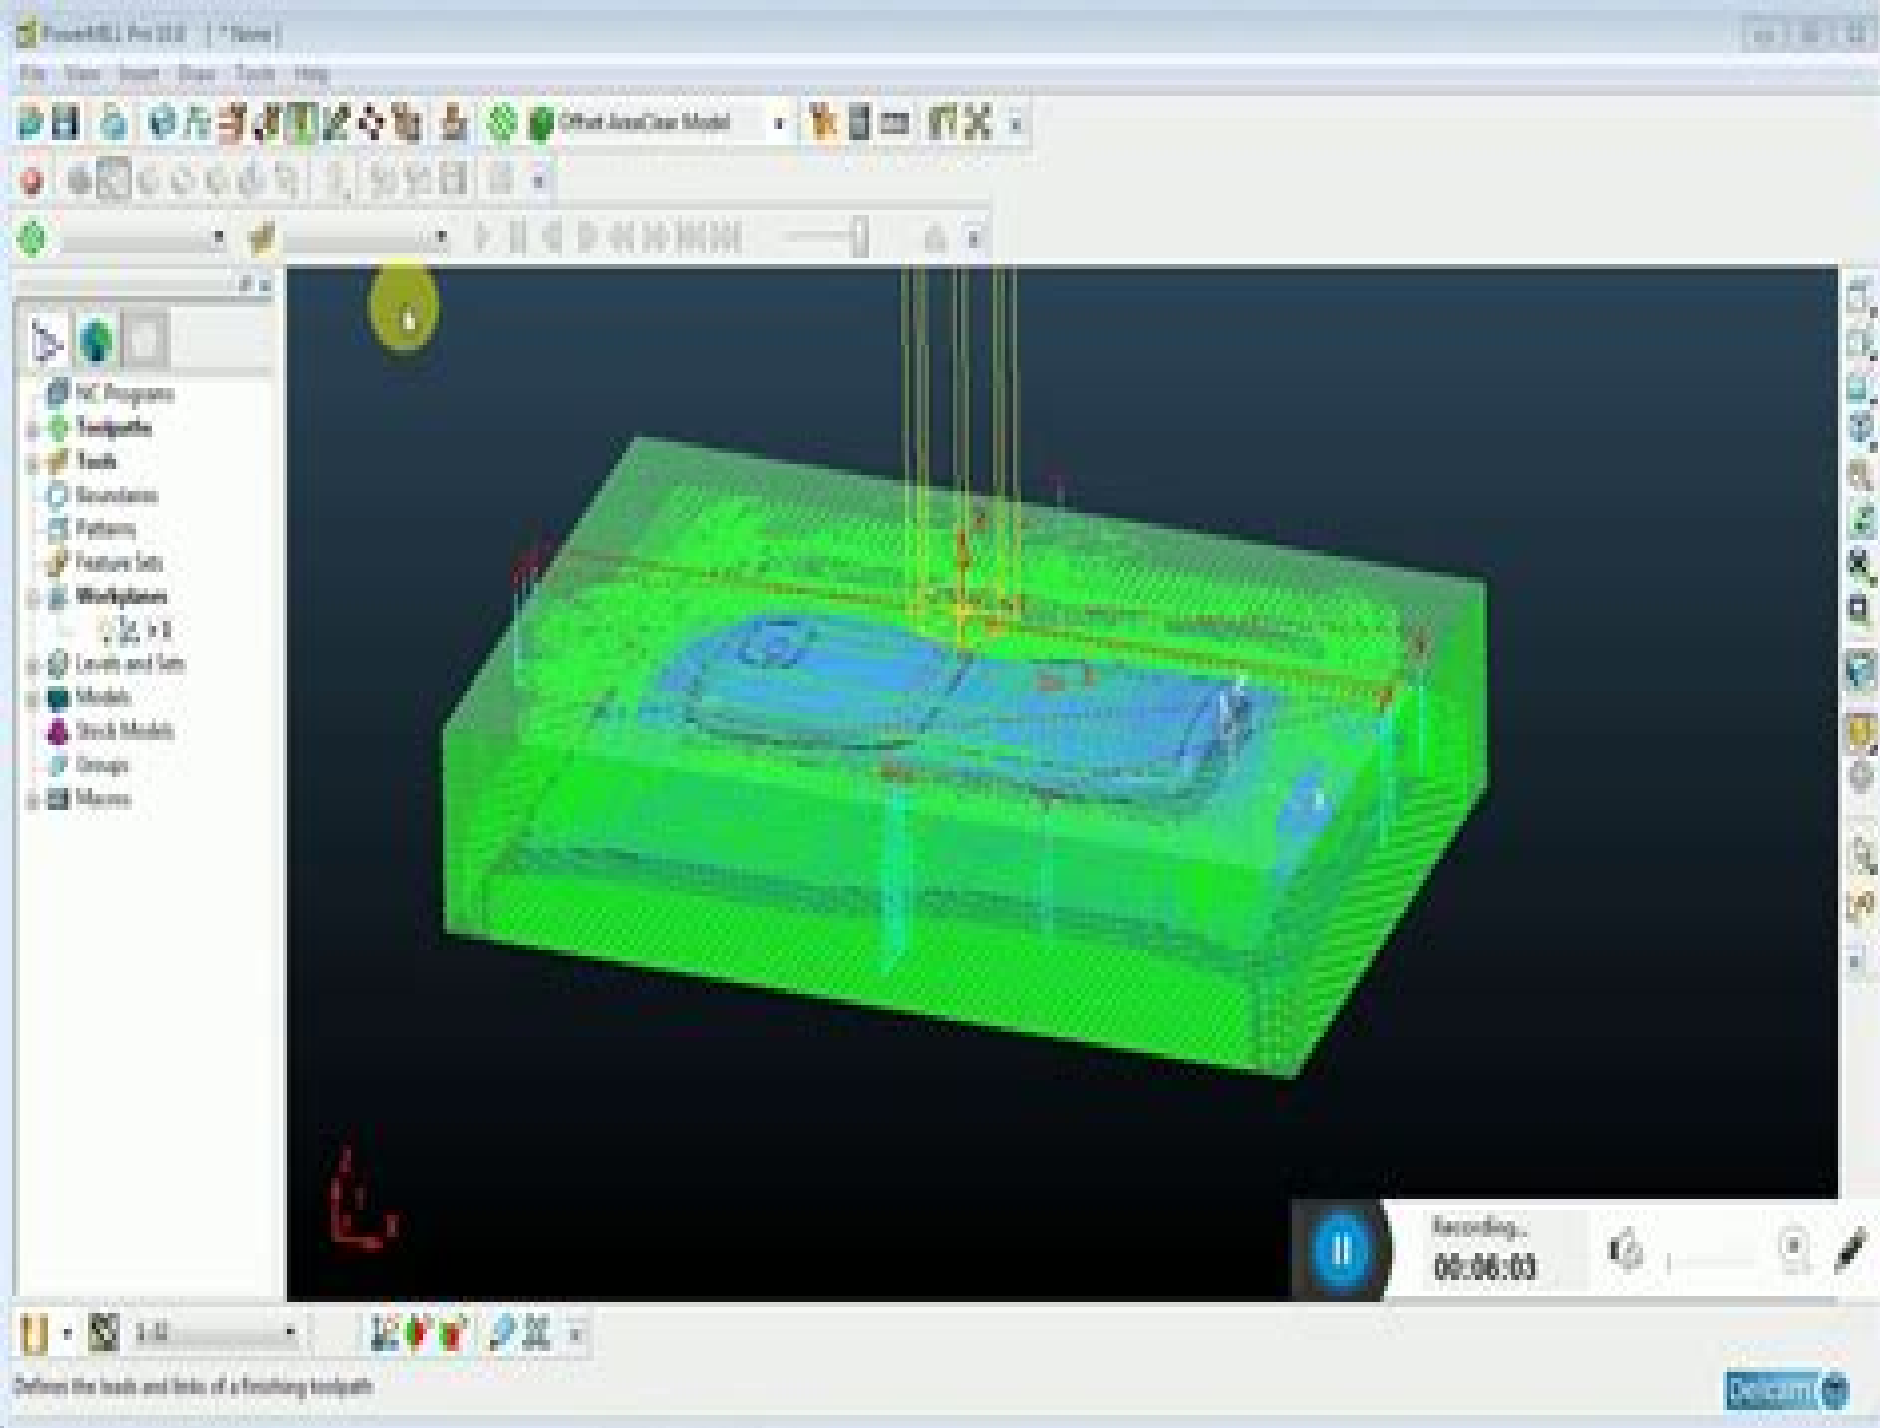 PowerMILL Pro 10.0 [ * None ]
File View Insert Draw Tools Help
Offset AreaClear Model
NC Programs
Toolpaths
Tools
Boundaries
Patterns
Feature Sets
Workplanes
Levels and Sets
Models
Stock Models
Groups
Macros
Recording...
00:06:03
Defines the leads and links of a finishing toolpath
Delcam